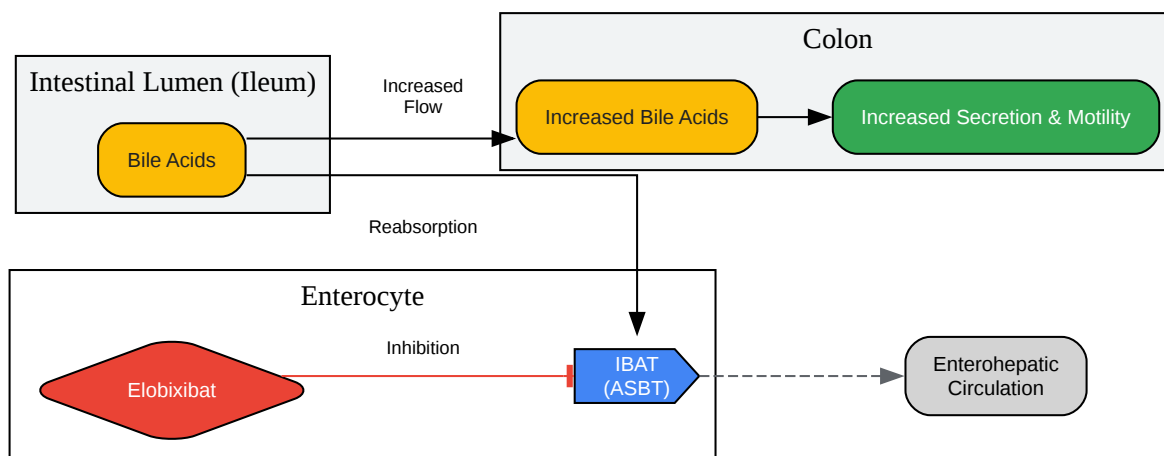 Colon
Intestinal Lumen (Ileum)
Increased
Flow
Increased Bile Acids
Increased Secretion & Motility
Bile Acids
Reabsorption
Enterocyte
Inhibition
IBAT
(ASBT)
Elobixibat
Enterohepatic
Circulation